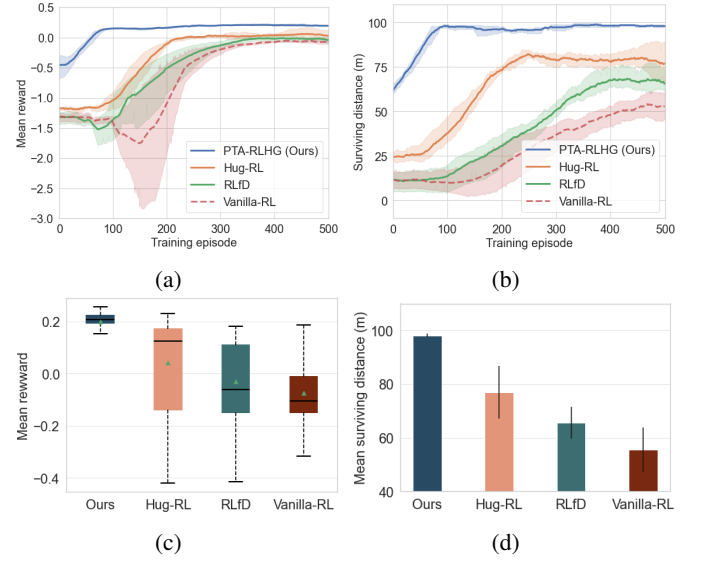 0.5
0.0
−0.5
−1.0
−1.5
−2.0
−2.5
−3.0
Mean reward
0
100
200
300
400
500
Training episode
PTA-RLHG (Ours)
Hug-RL
RLfD
Vanilla-RL
(a)
100
75
50
25
0
Surviving distance (m)
0
100
200
300
400
500
Training episode
PTA-RLHG (Ours)
Hug-RL
RLfD
Vanilla-RL
(b)
0.2
0.0
−0.2
−0.4
Mean rewward
Ours
Hug-RL
RLfD
Vanilla-RL
(c)
100
80
60
40
Mean surviving distance (m)
Ours
Hug-RL
RLfD
Vanilla-RL
(d)